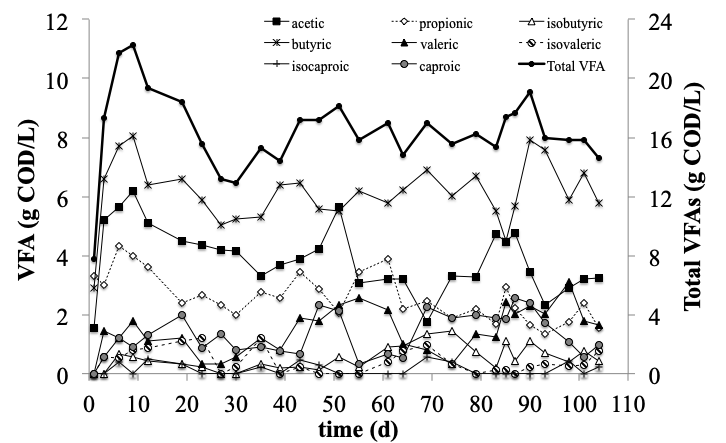 acetic propionic isobutyric
butyric valeric isovaleric
isocaproic caproic Total VFA
VFA (g COD/L)
12
10
8
6
4
2
0
Total VFAs (g COD/L)
24
20
16
12
8
4
0
0 10 20 30 40 50 60 70 80 90 100 110
time (d)